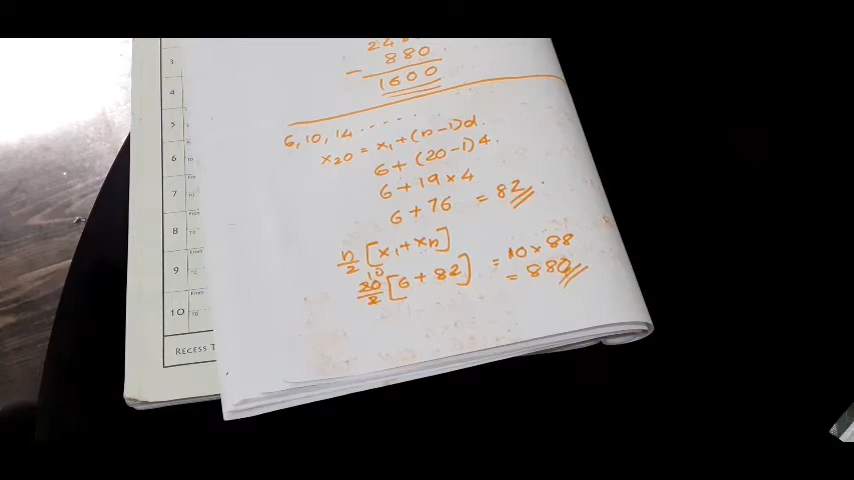 3
4
5
6
7
8
9
10
RECESS
880
- 1600
6, 10, 14 ......
x₂₀ = x₁ + (n-1)d.
6 + (20-1) 4.
6 + 19 × 4
6 + 76 = 82
n/2 [x₁ + xn]
10
20/2 [6 + 82] = 10 × 88
= 880